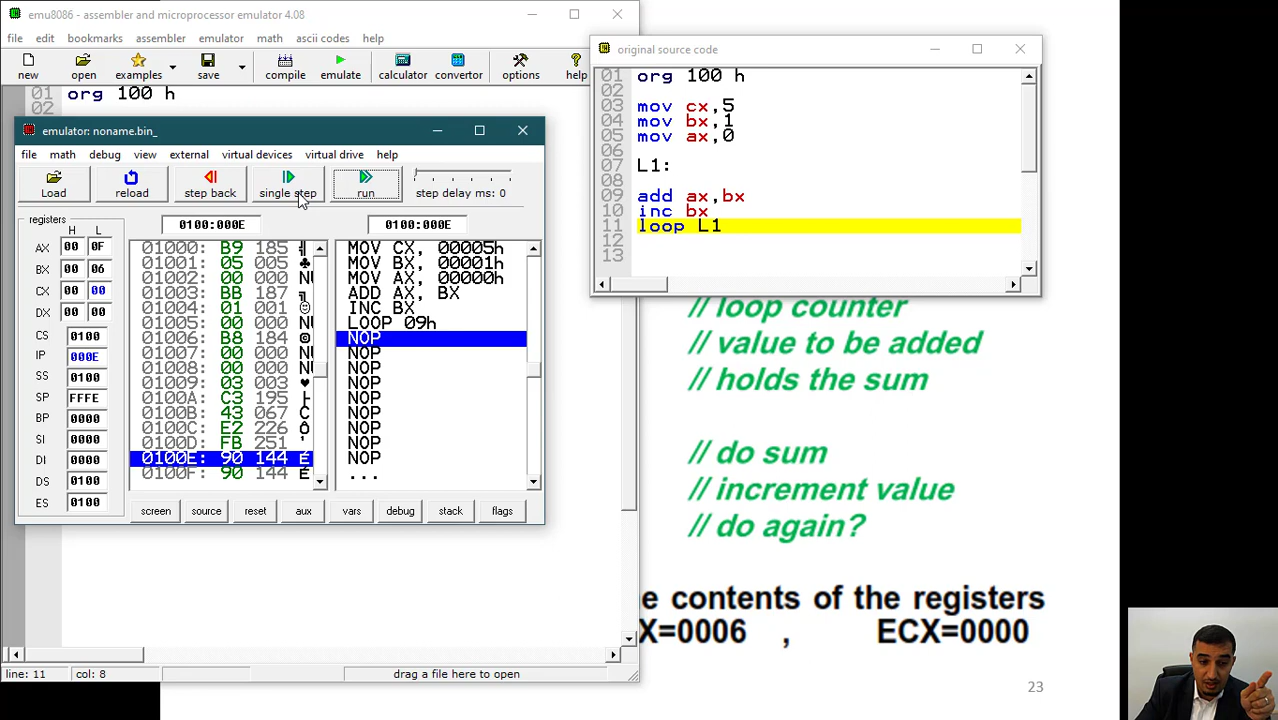 emu8086 - assembler and microprocessor emulator 4.08
file edit bookmarks assembler emulator math ascii codes help
new open examples save compile emulate calculator convertor options help
01 org 100 h
02
emulator: noname.bin_
file math debug view external virtual devices virtual drive help
Load reload step back single step run step delay ms: 0
registers
H L
AX 00 0F
BX 00 06
CX 00 00
DX 00 00
CS 0100
IP 000E
SS 0100
SP FFFE
BP 0000
SI 0000
DI 0000
DS 0100
ES 0100
0100:000E
0100:000E
01000: B9 185 ╣
01001: 05 005 ♣
01002: 00 000 NU
01003: BB 187 ╗
01004: 01 001 ☺
01005: 00 000 NU
01006: B8 184
01007: 00 000 NU
01008: 00 000 NU
01009: 03 003 ♥
0100A: C3 195 ├
0100B: 43 067 C
0100C: E2 226 Ô
0100D: FB 251
0100E: 90 144 É
0100F: 90 144 É
MOV CX, 00005h
MOV BX, 00001h
MOV AX, 00000h
ADD AX, BX
INC BX
LOOP 09h
NOP
NOP
NOP
NOP
NOP
NOP
NOP
NOP
NOP
...
screen source reset aux vars debug stack flags
original source code
01 org 100 h
02
03 mov cx,5
04 mov bx,1
05 mov ax,0
06
07 L1:
08
09 add ax,bx
10 inc bx
11 loop L1
12
13
// loop counter
// value to be added
// holds the sum
// do sum
// increment value
// do again?
e contents of the registers
X=0006 , ECX=0000
23
line: 11 col: 8 drag a file here to open